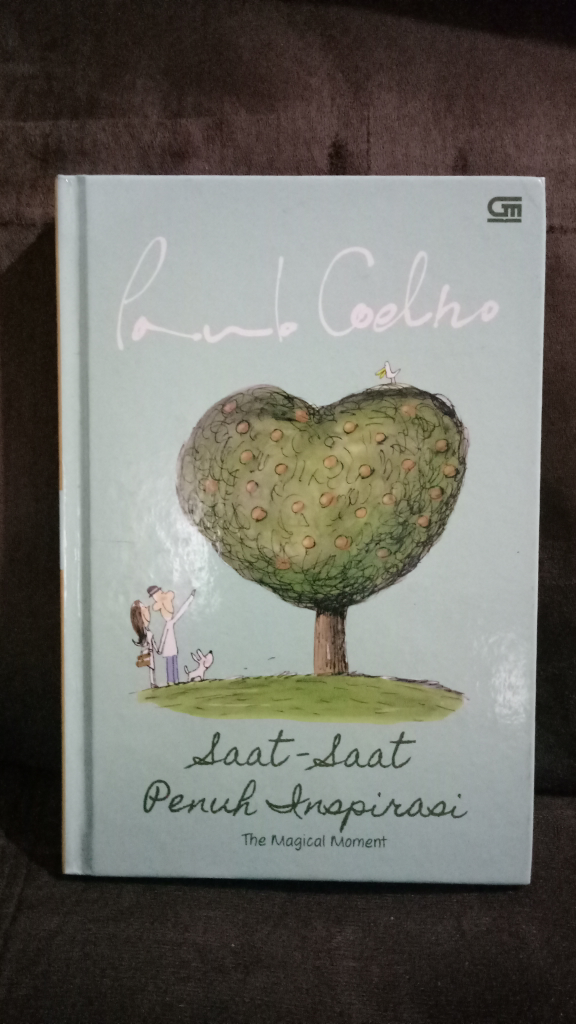 GM
Paulo Coelho
Saat-Saat
Penuh Inspirasi
The Magical Moment